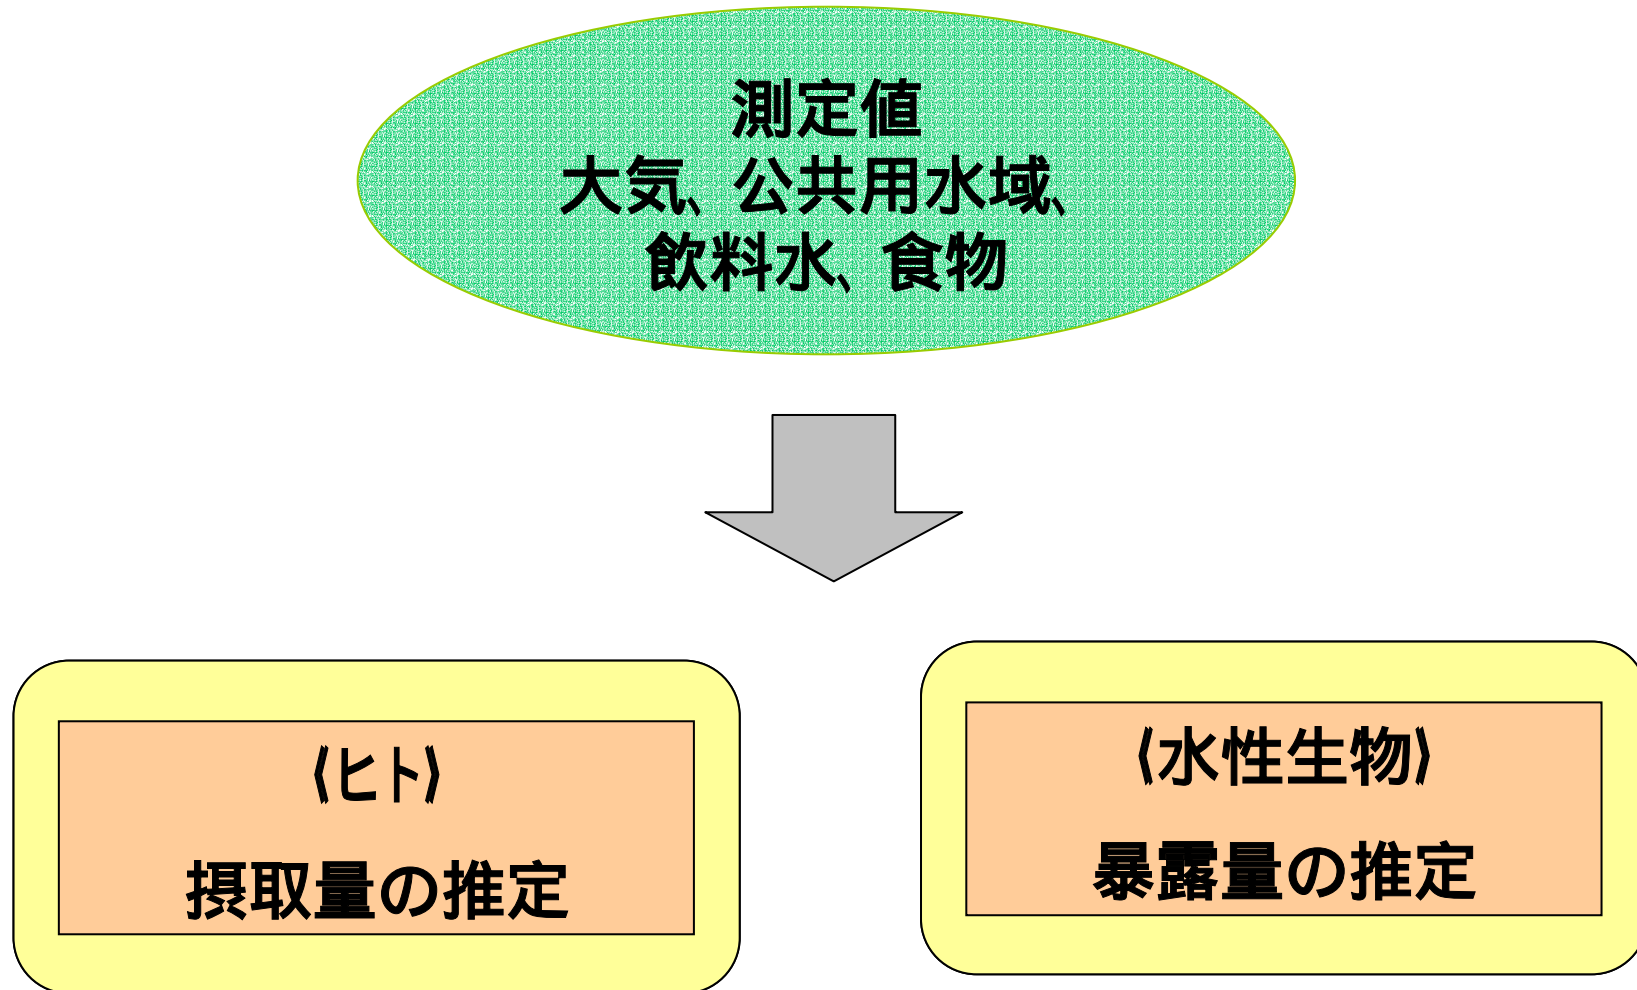 測定値
大気、公共用水域、
飲料水、食物
⟨ヒト⟩
摂取量の推定
⟨水性生物⟩
暴露量の推定